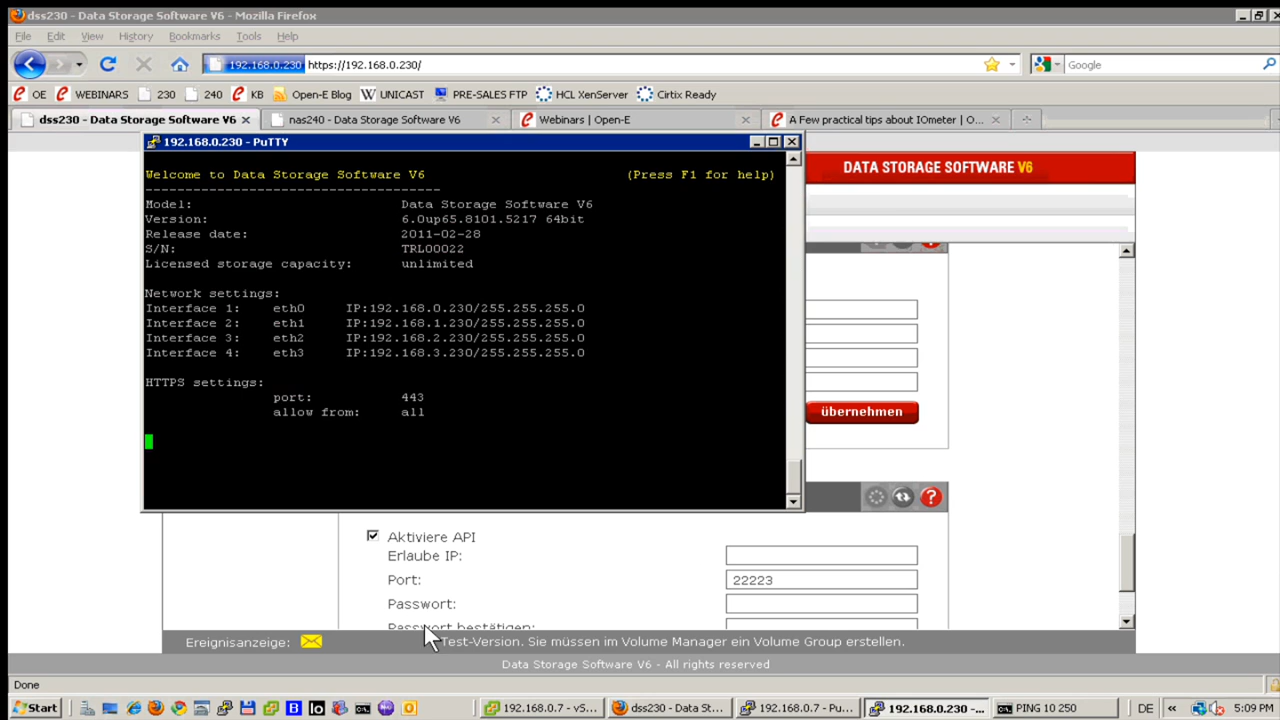 dss230 - Data Storage Software V6 - Mozilla Firefox
File Edit View History Bookmarks Tools Help
192.168.0.230 https://192.168.0.230/
Google
OE WEBINARS 230 240 KB Open-E Blog UNICAST PRE-SALES FTP HCL XenServer Cirtix Ready
dss230 - Data Storage Software V6 nas240 - Data Storage Software V6 Webinars | Open-E A Few practical tips about IOmeter | O...
192.168.0.230 - PuTTY
DATA STORAGE SOFTWARE V6
Welcome to Data Storage Software V6 (Press F1 for help)
-------------------------------------
Model: Data Storage Software V6
Version: 6.0up65.8101.5217 64bit
Release date: 2011-02-28
S/N: TRL00022
Licensed storage capacity: unlimited
Network settings:
Interface 1: eth0 IP:192.168.0.230/255.255.255.0
Interface 2: eth1 IP:192.168.1.230/255.255.255.0
Interface 3: eth2 IP:192.168.2.230/255.255.255.0
Interface 4: eth3 IP:192.168.3.230/255.255.255.0
HTTPS settings:
port: 443
allow from: all
übernehmen
Aktiviere API
Erlaube IP:
Port: 22223
Passwort:
Passwort bestätigen:
Ereignisanzeige: Test-Version. Sie müssen im Volume Manager ein Volume Group erstellen.
Data Storage Software V6 - All rights reserved
Done
Start 192.168.0.7 - vS... dss230 - Data St... 192.168.0.7 - Pu... 192.168.0.230 -... PING 10 250 DE 5:09 PM